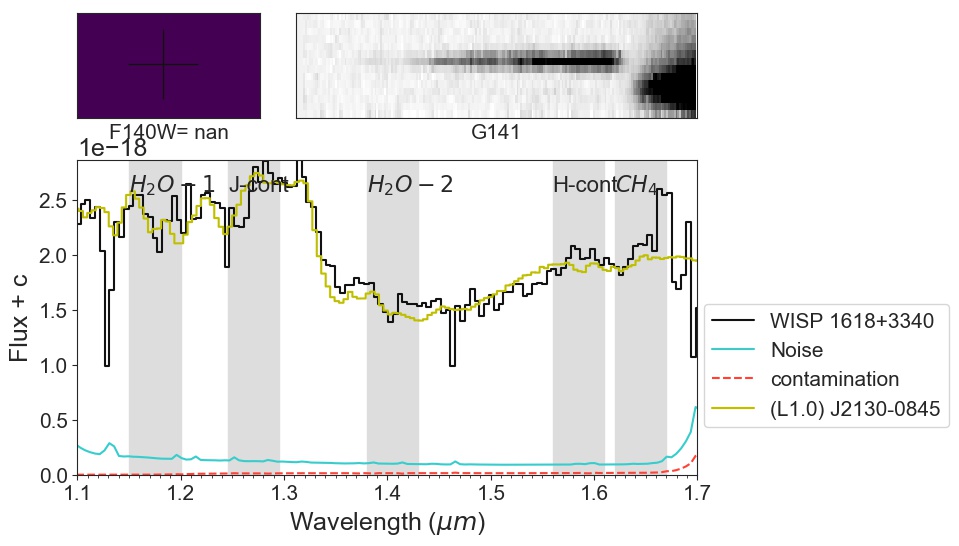 F140W= nan
G141
1e−18
H₂O − 1 J-cont H₂O − 2 H-cont CH₄
2.5
2.0
1.5
1.0
0.5
0.0
Flux + c
1.1 1.2 1.3 1.4 1.5 1.6 1.7
Wavelength (μm)
WISP 1618+3340
Noise
contamination
(L1.0) J2130-0845